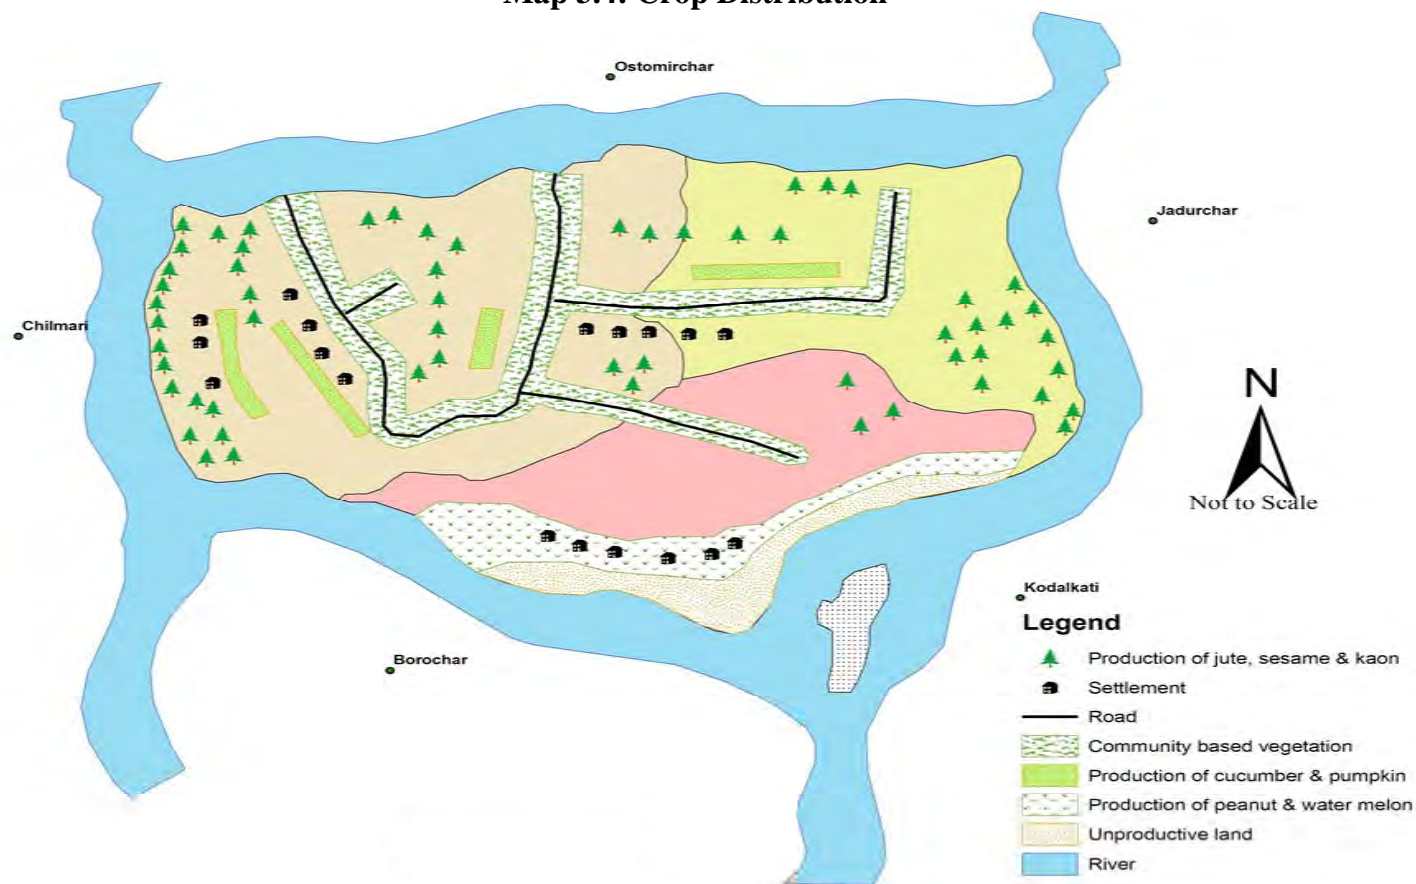 Map 3.4: Crop Distribution
Ostomirchar
Jadurchar
Chilmari
N
Not to Scale
Kodalkati
Borochar
Legend
Production of jute, sesame & kaon
Settlement
Road
Community based vegetation
Production of cucumber & pumpkin
Production of peanut & water melon
Unproductive land
River